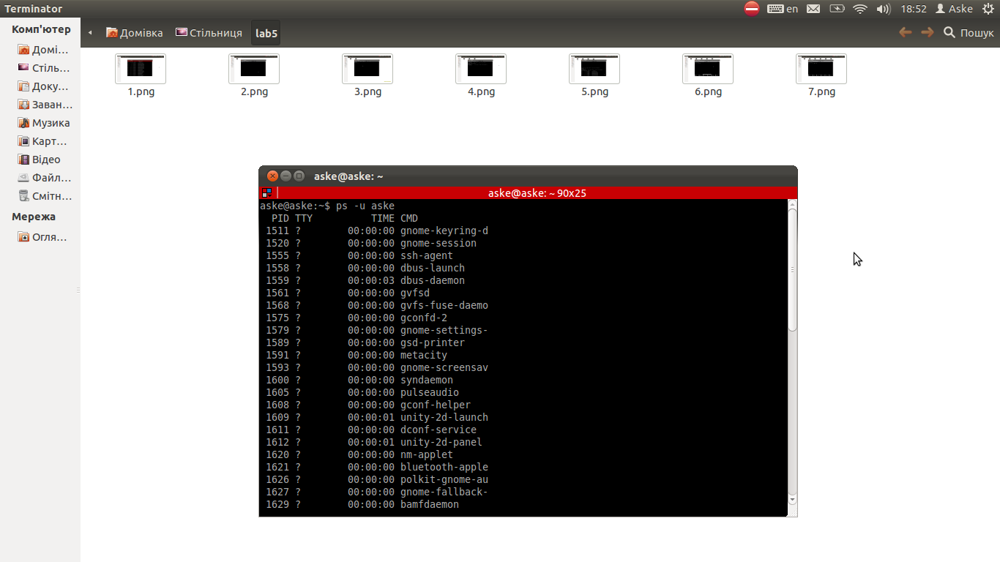 Terminator
en
18:52
Aske
Комп'ютер
Домі...
Стіль...
Доку...
Заван...
Музика
Карт...
Відео
Файл...
Смітн...
Мережа
Огля...
Домівка
Стільниця
lab5
Пошук
1.png
2.png
3.png
4.png
5.png
6.png
7.png
aske@aske: ~
aske@aske: ~ 90x25
aske@aske:~$ ps -u aske
PID TTY TIME CMD
1511 ? 00:00:00 gnome-keyring-d
1520 ? 00:00:00 gnome-session
1555 ? 00:00:00 ssh-agent
1558 ? 00:00:00 dbus-launch
1559 ? 00:00:03 dbus-daemon
1561 ? 00:00:00 gvfsd
1568 ? 00:00:00 gvfs-fuse-daemo
1575 ? 00:00:00 gconfd-2
1579 ? 00:00:00 gnome-settings-
1589 ? 00:00:00 gsd-printer
1591 ? 00:00:00 metacity
1593 ? 00:00:00 gnome-screensav
1600 ? 00:00:00 syndaemon
1605 ? 00:00:00 pulseaudio
1608 ? 00:00:00 gconf-helper
1609 ? 00:00:01 unity-2d-launch
1611 ? 00:00:00 dconf-service
1612 ? 00:00:01 unity-2d-panel
1620 ? 00:00:00 nm-applet
1621 ? 00:00:00 bluetooth-apple
1626 ? 00:00:00 polkit-gnome-au
1627 ? 00:00:00 gnome-fallback-
1629 ? 00:00:00 bamfdaemon